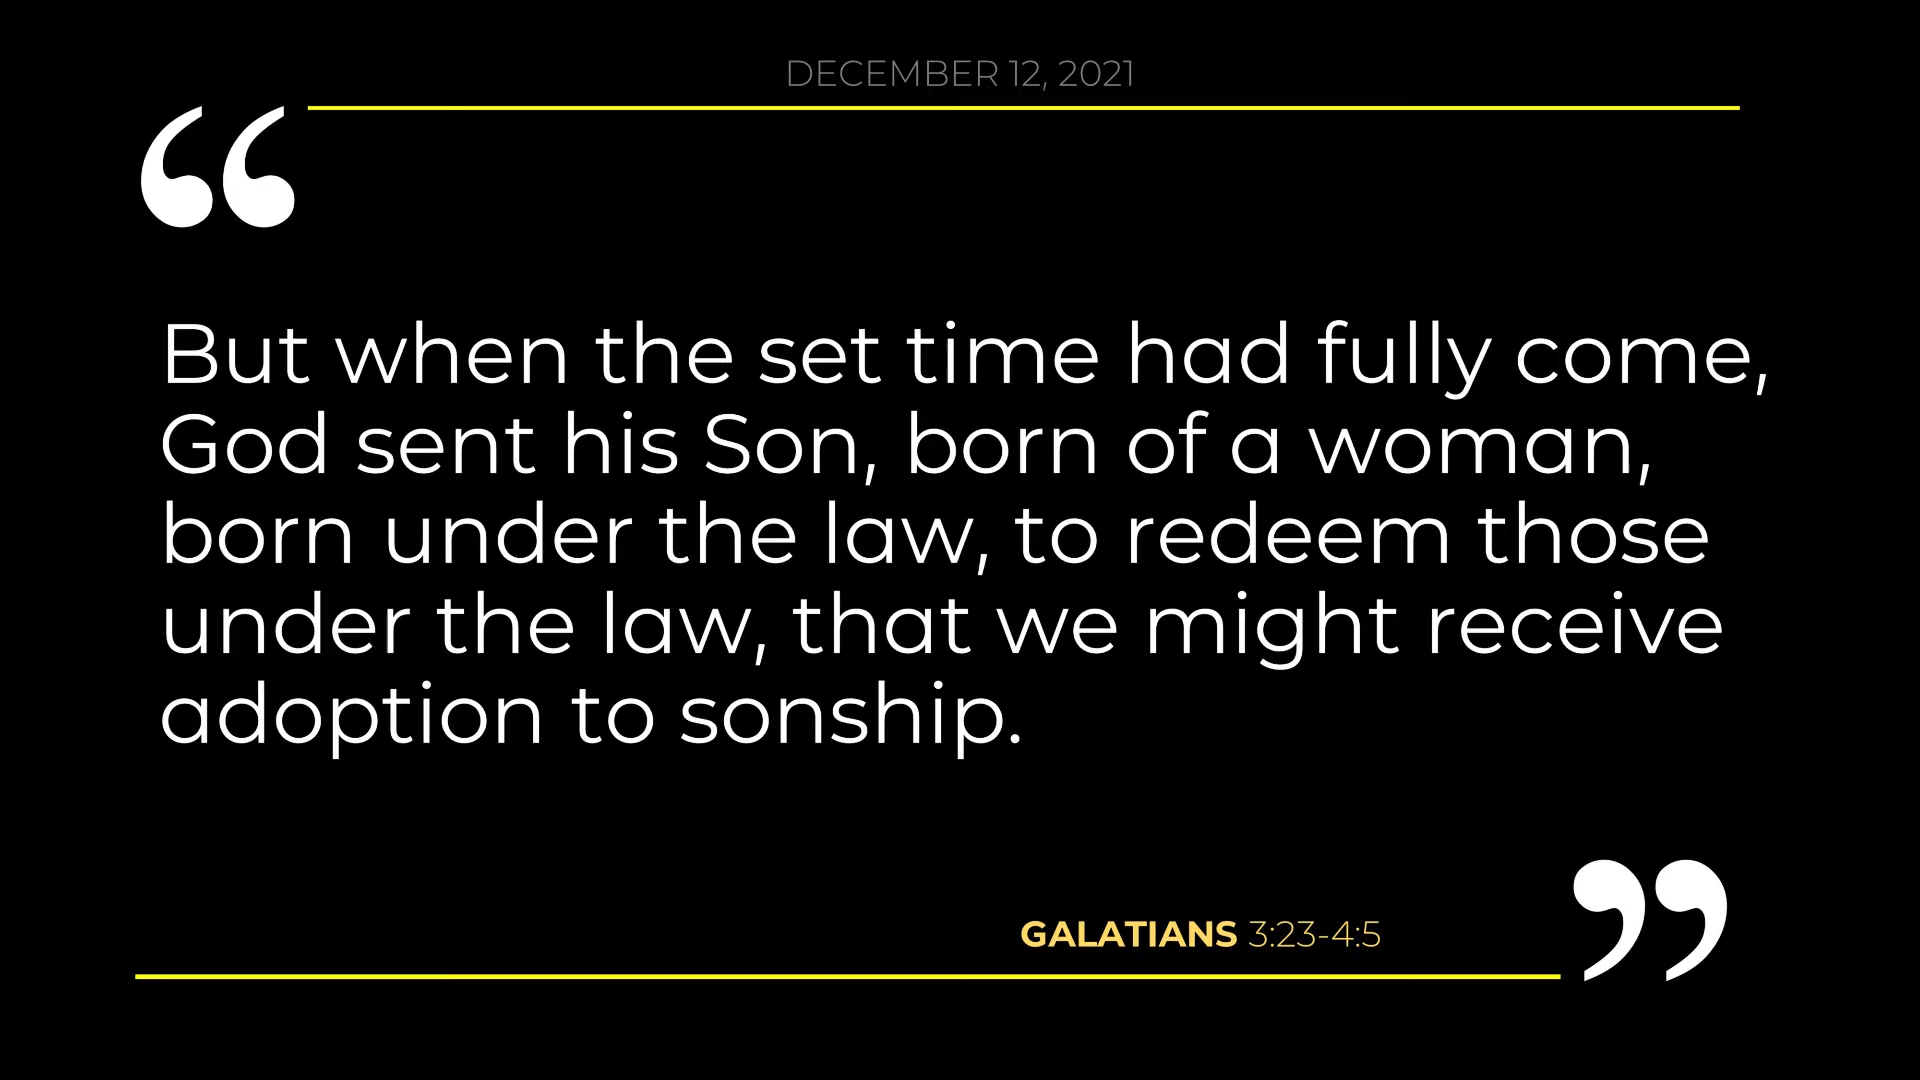 DECEMBER 12, 2021
“
But when the set time had fully come,
God sent his Son, born of a woman,
born under the law, to redeem those
under the law, that we might receive
adoption to sonship.
GALATIANS 3:23-4:5
”